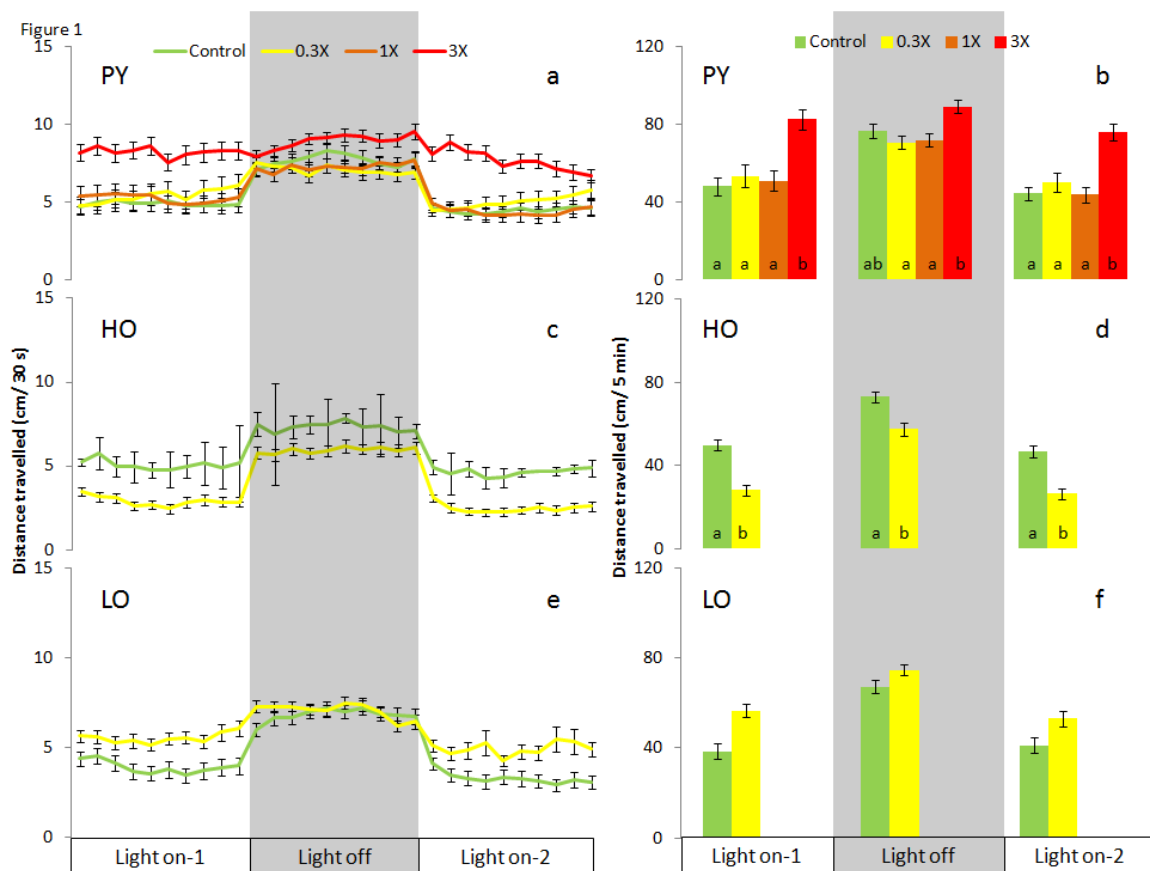 Figure 1
Control 0.3X 1X 3X
PY
a
15
10
5
0
Control 0.3X 1X 3X
PY
b
120
80
40
0
a a a b
ab a a b
a a a b
HO
c
15
10
5
0
HO
d
120
80
40
0
a b
a b
a b
LO
e
15
10
5
0
LO
f
120
80
40
0
Distance travelled (cm/ 30 s)
Distance travelled (cm/ 5 min)
Light on-1 Light off Light on-2
Light on-1 Light off Light on-2